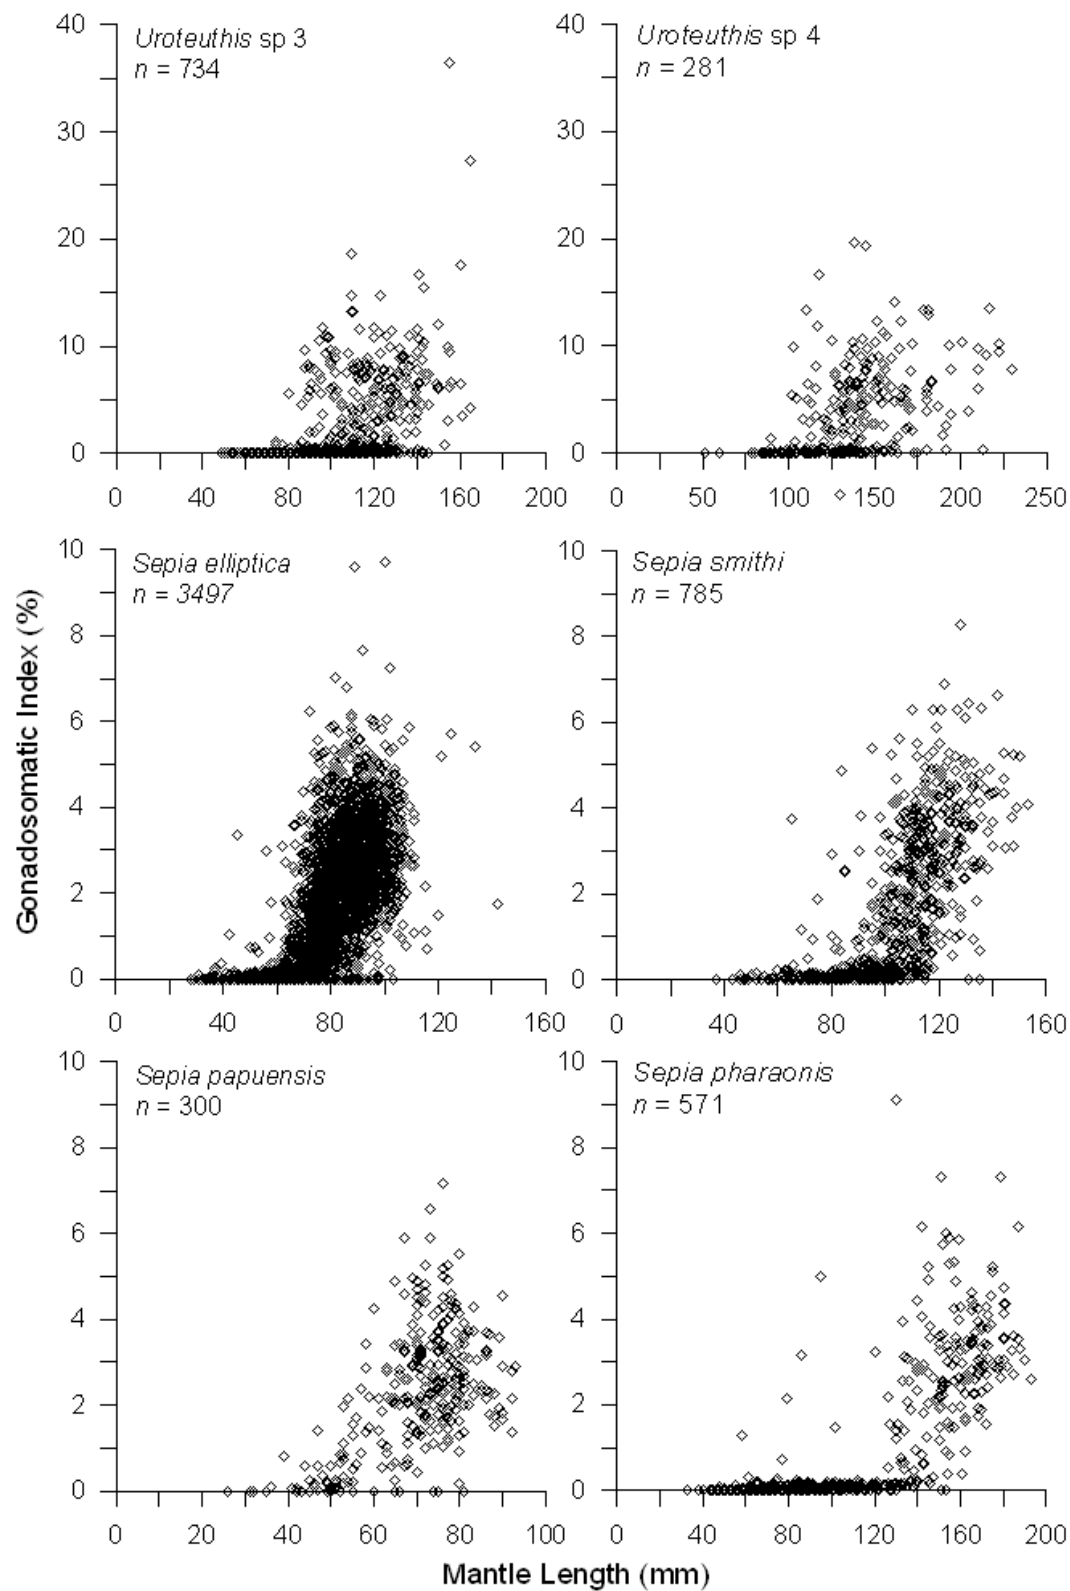 Uroteuthis sp 3
n = 734
40
30
20
10
0
0 40 80 120 160 200
Uroteuthis sp 4
n = 281
40
30
20
10
0
0 50 100 150 200 250
Gonadosomatic Index (%)
Sepia elliptica
n = 3497
10
8
6
4
2
0
0 40 80 120 160
Sepia smithi
n = 785
10
8
6
4
2
0
0 40 80 120 160
Sepia papuensis
n = 300
10
8
6
4
2
0
0 20 40 60 80 100
Sepia pharaonis
n = 571
10
8
6
4
2
0
0 40 80 120 160 200
Mantle Length (mm)